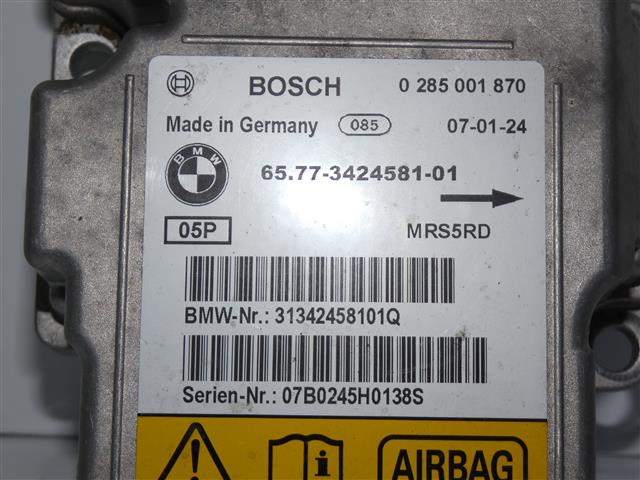 BOSCH 0 285 001 870
Made in Germany 085 07-01-24
BMW 65.77-3424581-01
05P MRS5RD
BMW-Nr.: 31342458101Q
Serien-Nr.: 07B0245H0138S
AIRBAG